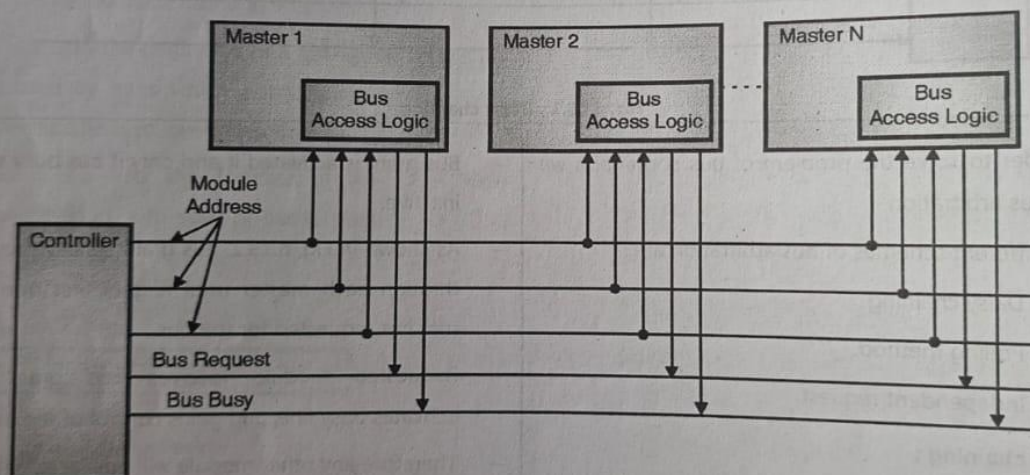 Master 1
Bus
Access Logic
Master 2
Bus
Access Logic
Master N
Bus
Access Logic
Module
Address
Controller
Bus Request
Bus Busy